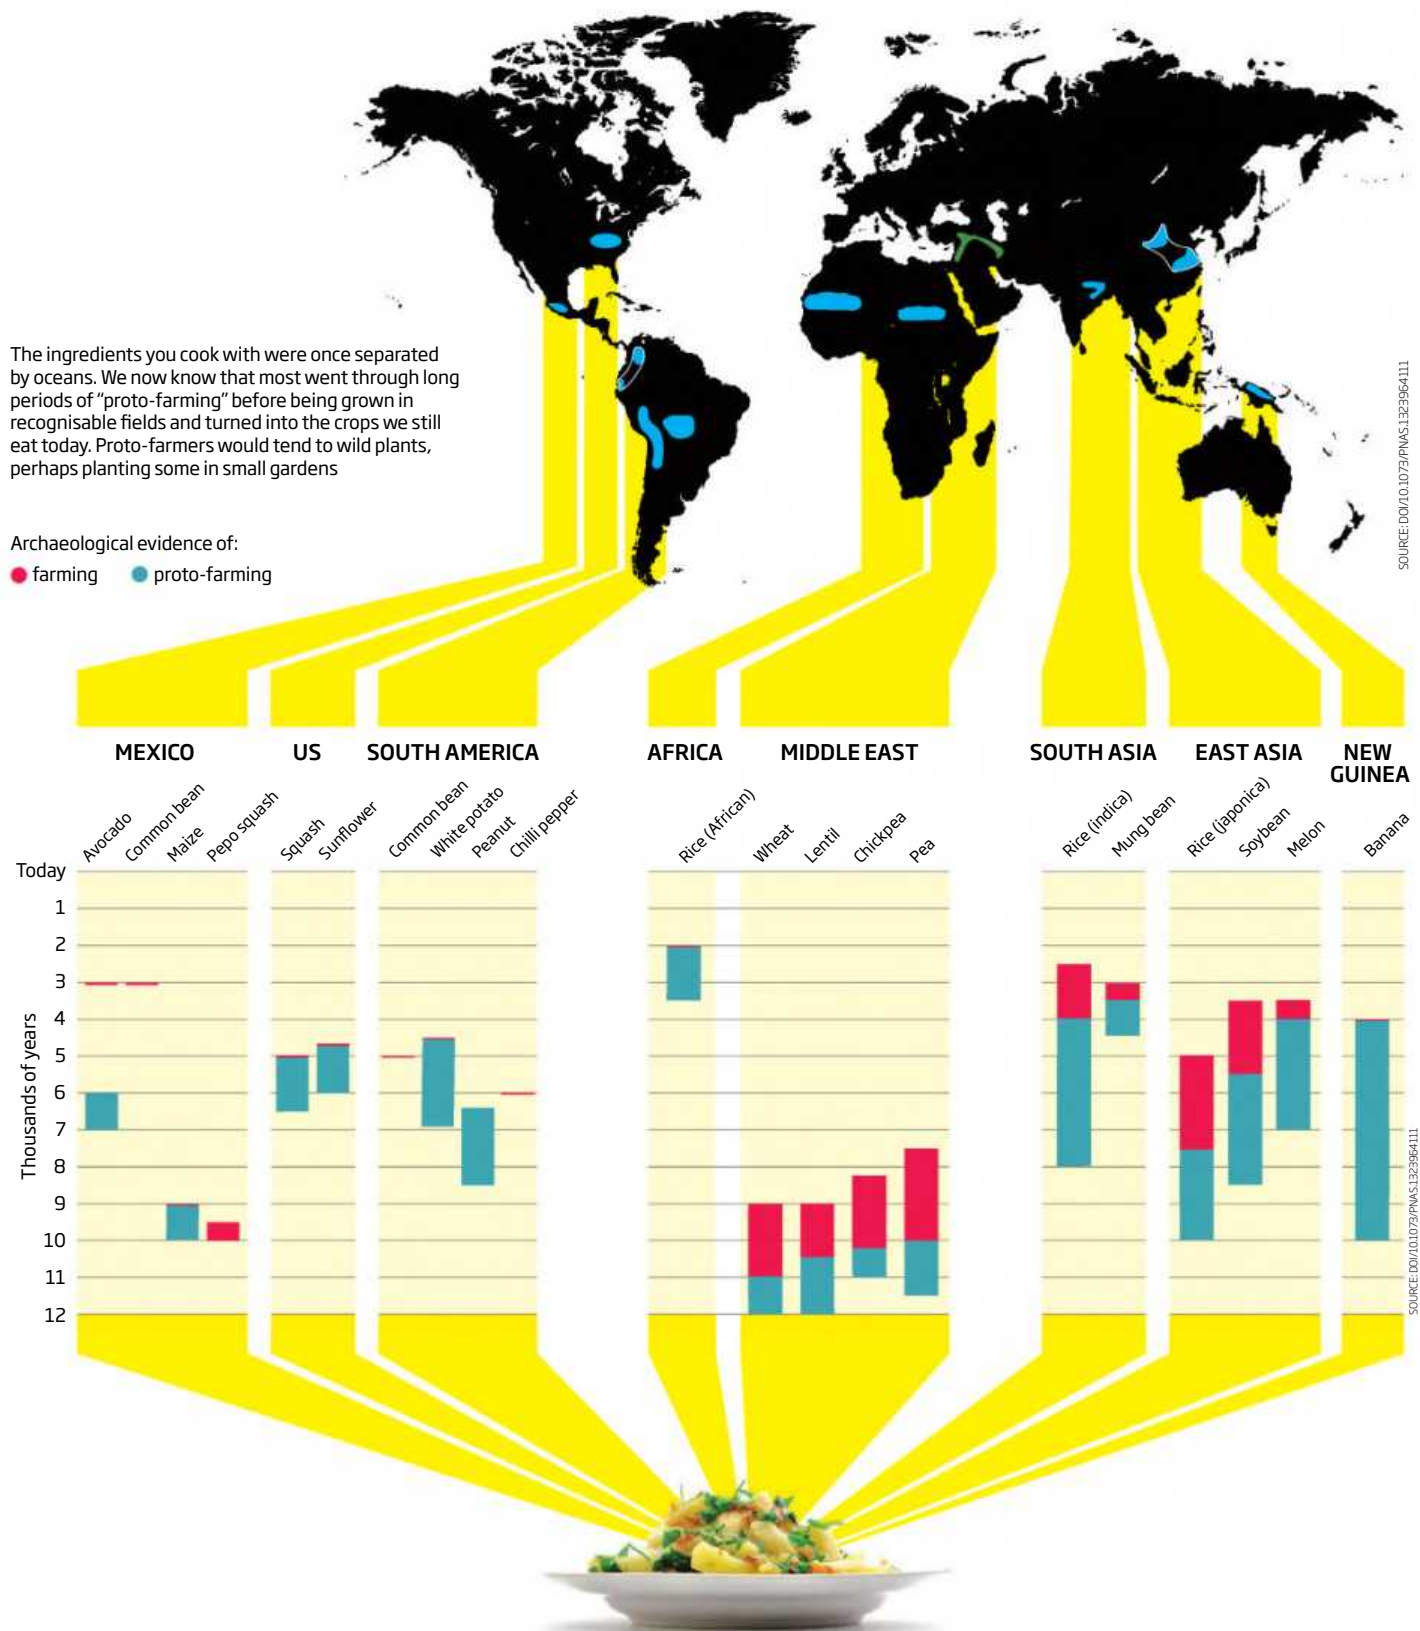 The ingredients you cook with were once separated
by oceans. We now know that most went through long
periods of “proto-farming” before being grown in
recognisable fields and turned into the crops we still
eat today. Proto-farmers would tend to wild plants,
perhaps planting some in small gardens
Archaeological evidence of:
farming
proto-farming
SOURCE: DOI/10.1073/PNAS.1323964111
MEXICO
US
SOUTH AMERICA
AFRICA
MIDDLE EAST
SOUTH ASIA
EAST ASIA
NEW
GUINEA
Avocado
Common bean
Maize
Pepo squash
Squash
Sunflower
Common bean
White potato
Peanut
Chilli pepper
Rice (African)
Wheat
Lentil
Chickpea
Pea
Rice (indica)
Mung bean
Rice (japonica)
Soybean
Melon
Banana
Thousands of years
Today
1
2
3
4
5
6
7
8
9
10
11
12
SOURCE: DOI/10.1073/PNAS.1323964111